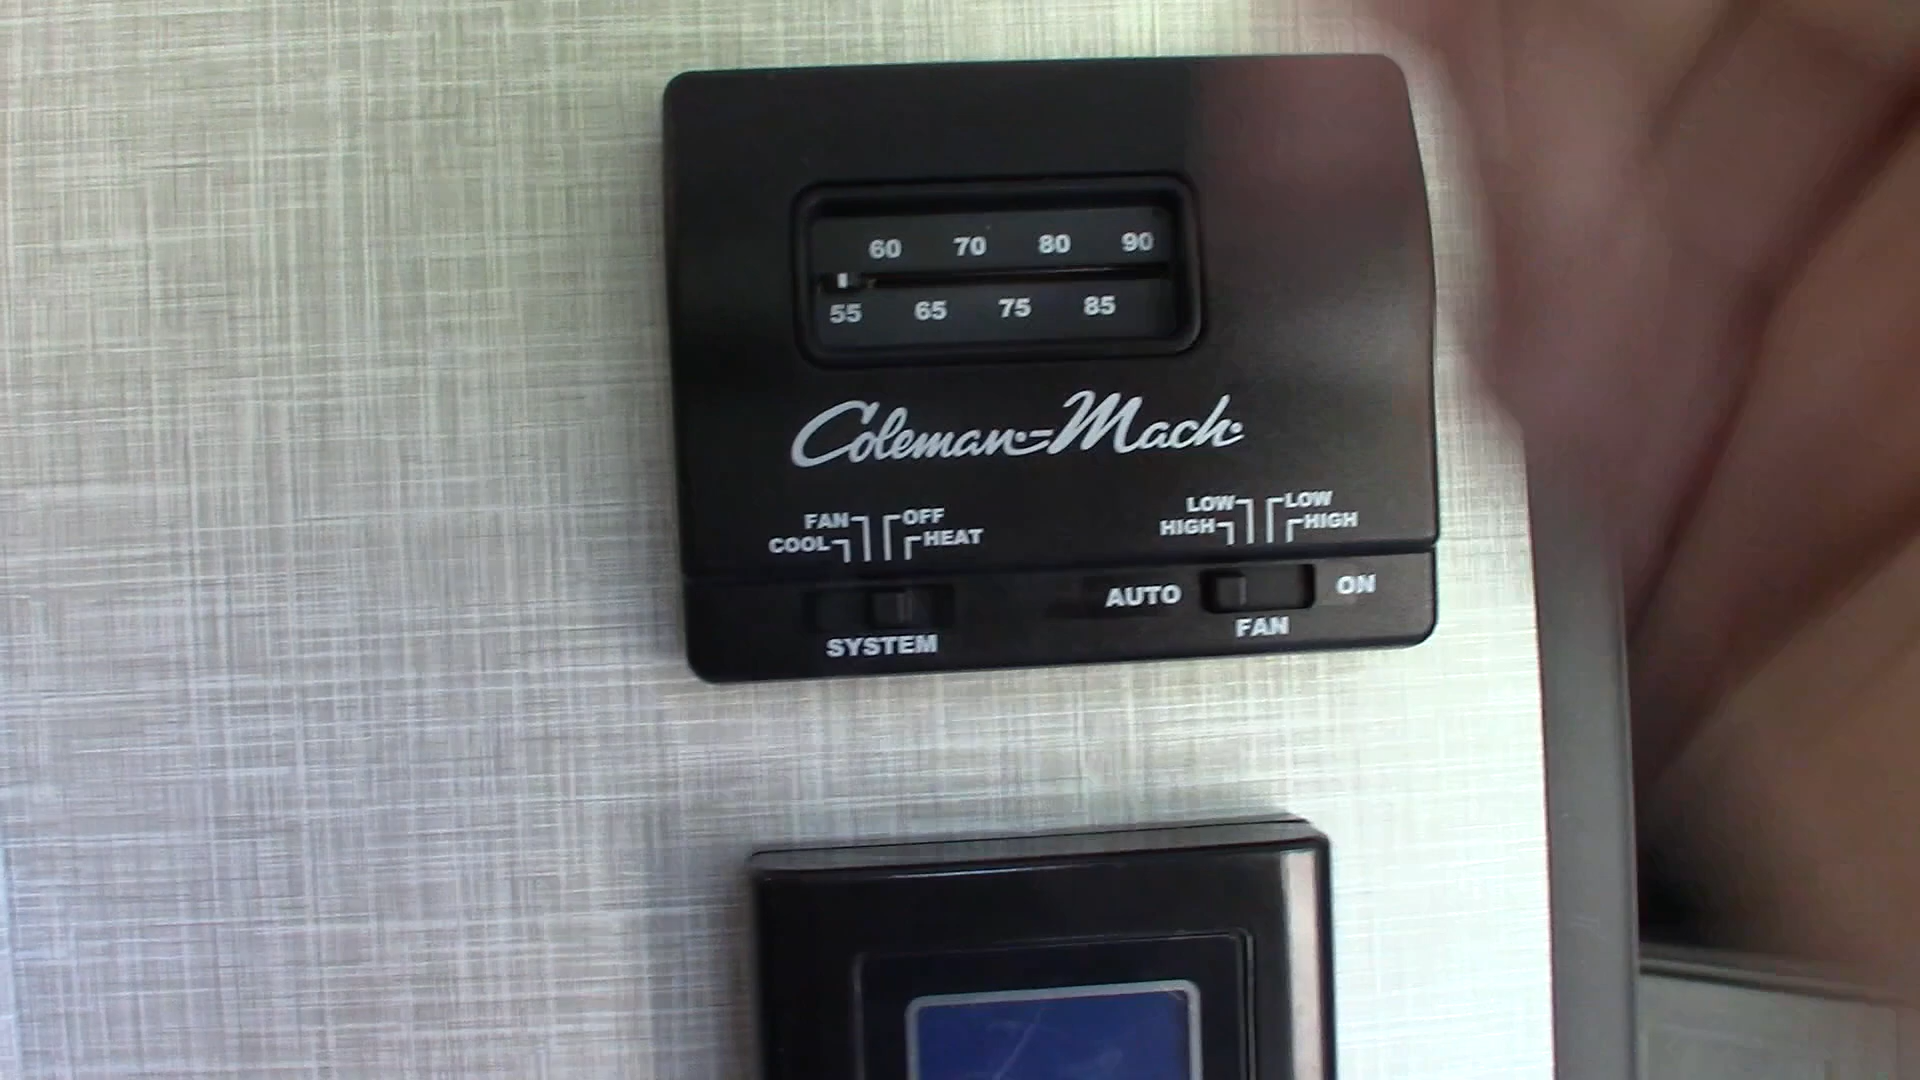 60 70 80 90
55 65 75 85
Coleman-Mach
FAN OFF
COOL HEAT
LOW LOW
HIGH HIGH
AUTO ON
SYSTEM
FAN